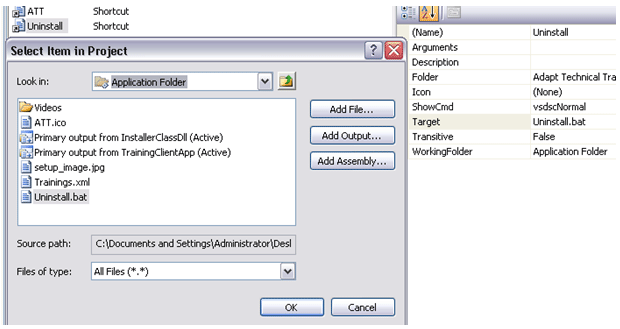 ATT Shortcut
Uninstall Shortcut
Select Item in Project
Look in: Application Folder
Videos
ATT.ico
Primary output from InstallerClassDll (Active)
Primary output from TrainingClientApp (Active)
setup_image.jpg
Trainings.xml
Uninstall.bat
Add File...
Add Output...
Add Assembly...
Source path: C:\Documents and Settings\Administrator\Desl
Files of type: All Files (*.*)
OK Cancel
(Name) Uninstall
Arguments
Description
Folder Adapt Technical Tra
Icon (None)
ShowCmd vsdscNormal
Target Uninstall.bat
Transitive False
WorkingFolder Application Folder